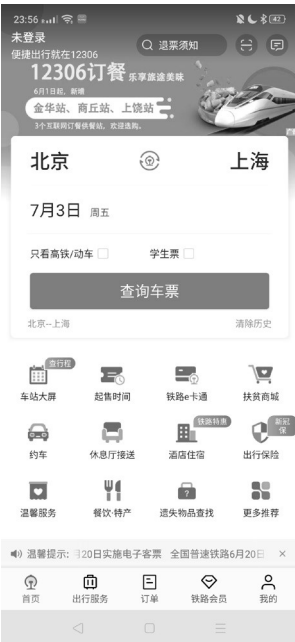 23:56
42
未登录
便捷出行就在12306
退票须知
12306订餐 乐享旅途美味
6月1日起，新增
金华站、商丘站、上饶站
3个互联网订餐供餐站，欢迎选购。
北京
上海
7月3日 周五
只看高铁/动车
学生票
查询车票
北京--上海
清除历史
查行程
车站大屏
起售时间
铁路e卡通
扶贫商城
铁路特惠
新冠保
约车
休息厅接送
酒店住宿
出行保险
温馨服务
餐饮·特产
遗失物品查找
更多推荐
温馨提示：
20日实施电子客票 全国普速铁路6月20日
首页
出行服务
订单
铁路会员
我的